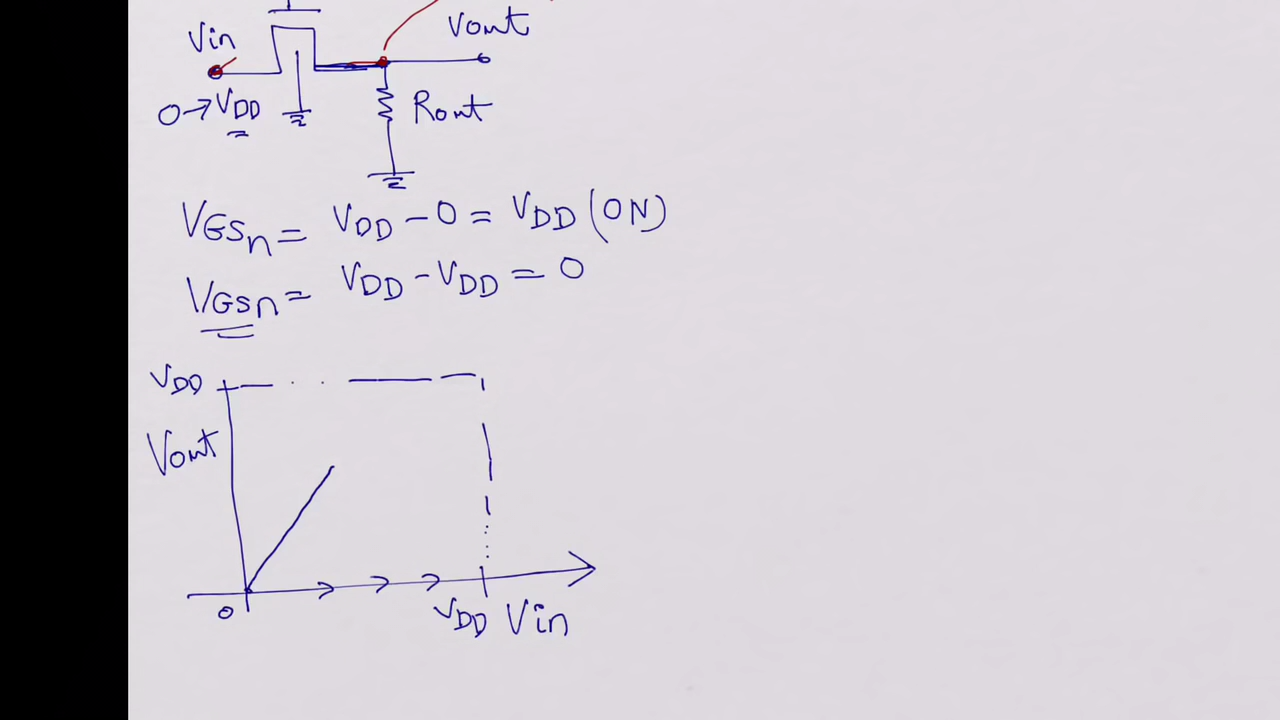 Vin
Vout
0→VDD
Rout
VGSn = VDD - 0 = VDD (ON)
VGSn = VDD - VDD = 0
VDD
Vout
0
VDD Vin